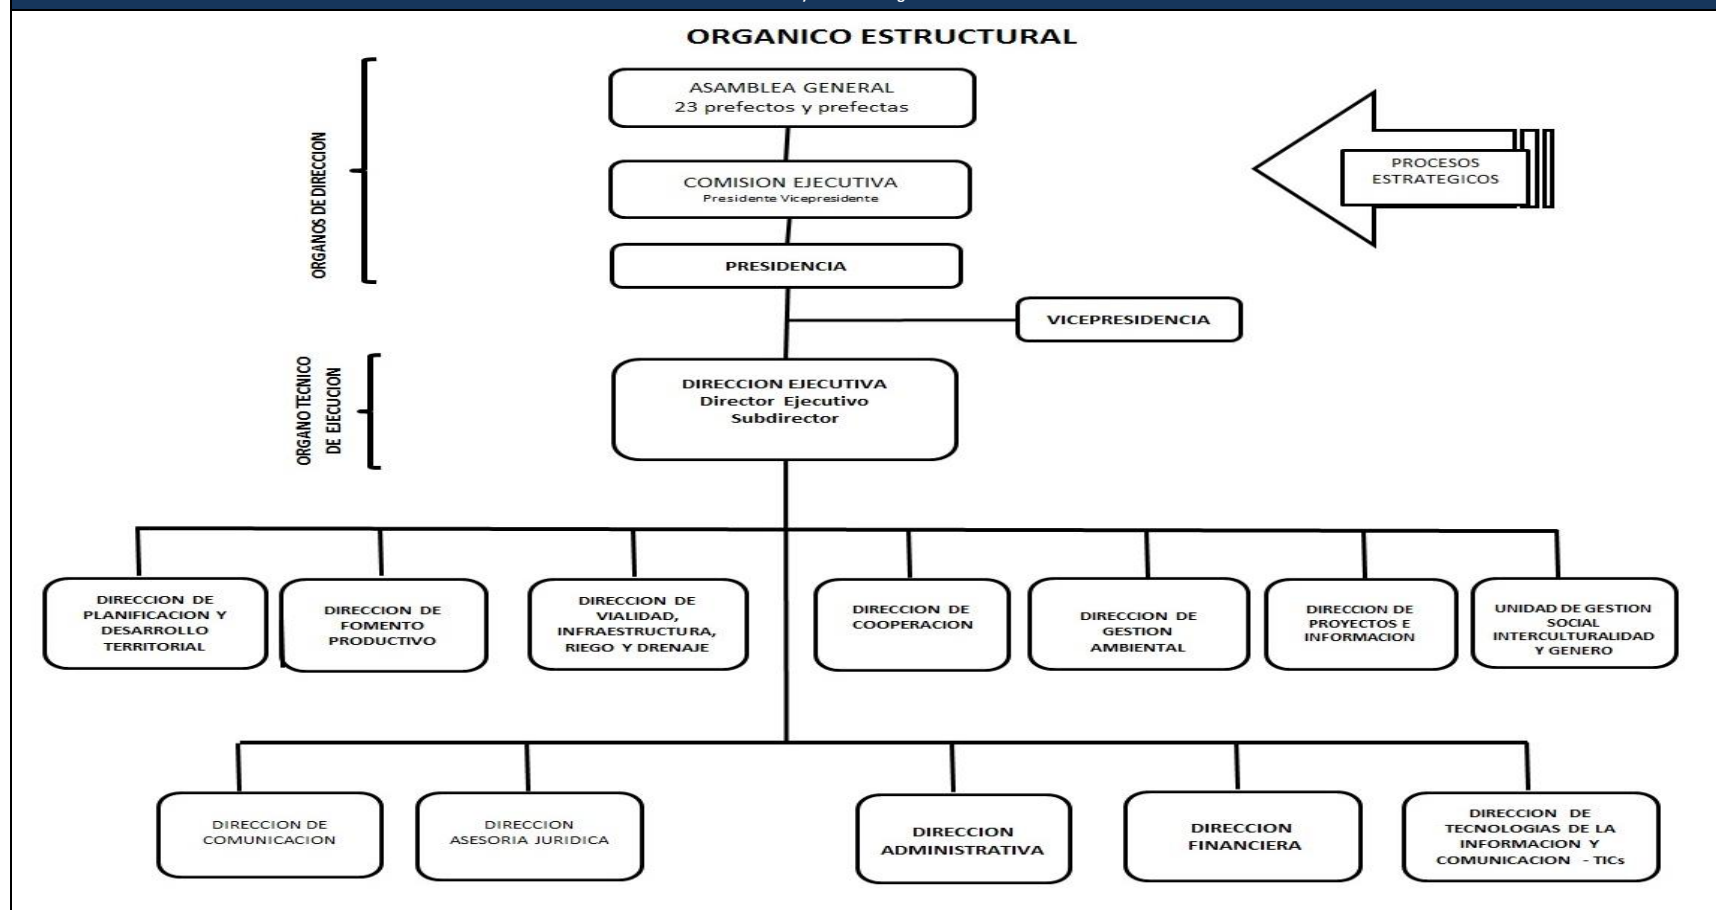 ORGANICO ESTRUCTURAL
ASAMBLEA GENERAL
23 prefectos y prefectas
ORGANOS DE DIRECCION
COMISION EJECUTIVA
Presidente Vicepresidente
PROCESOS
ESTRATEGICOS
PRESIDENCIA
VICEPRESIDENCIA
ORGANO TECNICO
DE EJECUCION
DIRECCION EJECUTIVA
Director Ejecutivo
Subdirector
DIRECCION DE
PLANIFICACION Y
DESARROLLO
TERRITORIAL
DIRECCION DE
FOMENTO
PRODUCTIVO
DIRECCION DE
VIALIDAD,
INFRAESTRUCTURA,
RIEGO Y DRENAJE
DIRECCION DE
COOPERACION
DIRECCION DE
GESTION
AMBIENTAL
DIRECCION DE
PROYECTOS E
INFORMACION
UNIDAD DE GESTION
SOCIAL
INTERCULTURALIDAD
Y GENERO
DIRECCION DE
COMUNICACION
DIRECCION
ASESORIA JURIDICA
DIRECCION
ADMINISTRATIVA
DIRECCION
FINANCIERA
DIRECCION DE
TECNOLOGIAS DE LA
INFORMACION Y
COMUNICACION - TICs